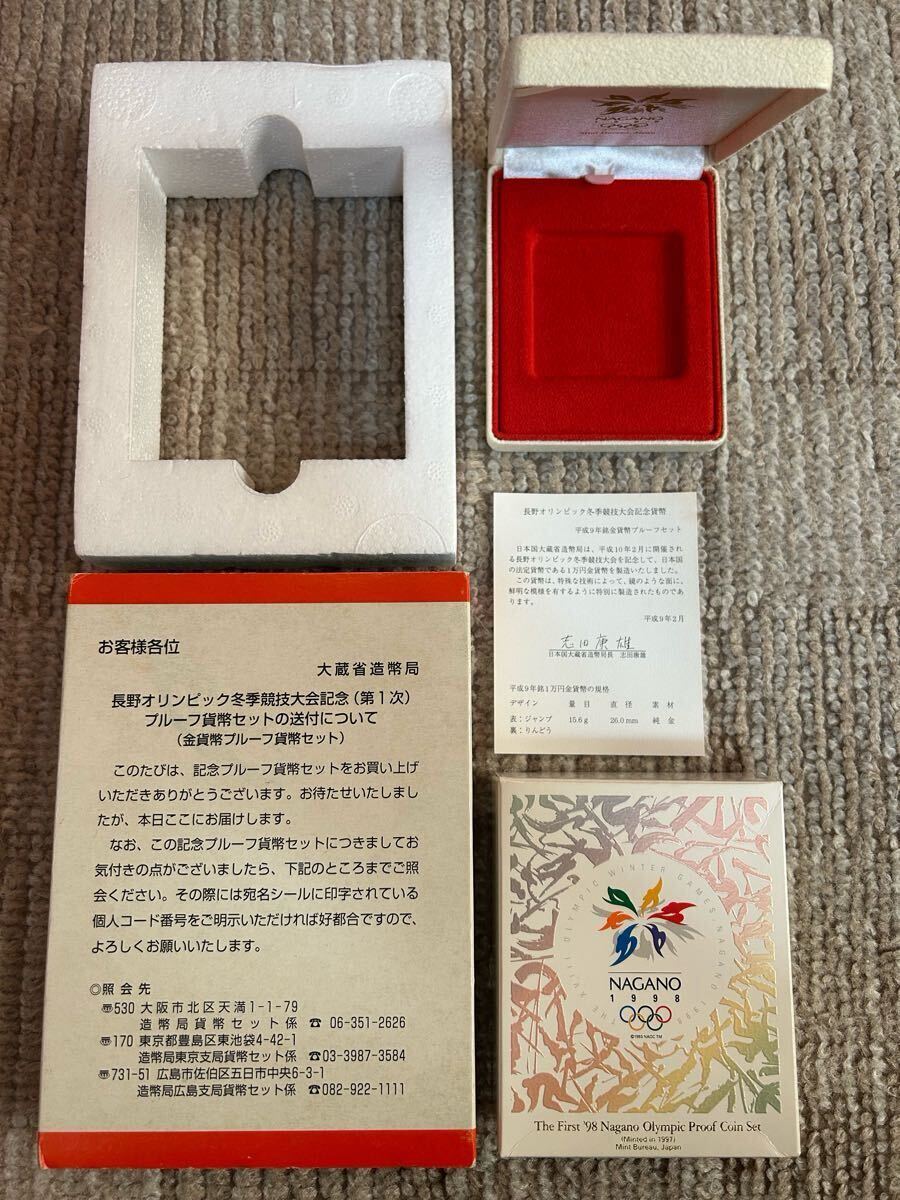 NAGANO
Mint Bureau, Japan
長野オリンピック冬季競技大会記念貨幣
平成9年銘金貨幣プルーフセット
日本国大蔵省造幣局は、平成10年2月に開催され
る長野オリンピック冬季競技大会を記念して、日本国
の法定貨幣である1万円金貨幣を製造いたしました。
この貨幣は、特殊な技術によって、鏡のような面に、
鮮明な模様を有するように特別に製造されたものであ
ります。
平成9年2月
志田康雄
日本国大蔵省造幣局長 志田康雄
平成9年銘1万円金貨幣の規格
デザイン 量目 直径 素材
表:ジャンプ 15.6g 26.0mm 純金
裏:りんどう
お客様各位
大蔵省造幣局
長野オリンピック冬季競技大会記念(第1次)
プルーフ貨幣セットの送付について
(金貨幣プルーフ貨幣セット)
このたびは、記念プルーフ貨幣セットをお買い上げ
いただきありがとうございます。お待たせいたしまし
たが、本日ここにお届けします。
なお、この記念プルーフ貨幣セットにつきましてお
気付きの点がございましたら、下記のところまでご照
会ください。その際には宛名シールに印字されている
個人コード番号をご明示いただければ好都合ですので、
よろしくお願いいたします。
◎照会先
〠530 大阪市北区天満1-1-79
造幣局貨幣セット係 ☎ 06-351-2626
〠170 東京都豊島区東池袋4-42-1
造幣局東京支局貨幣セット係 ☎03-3987-3584
〠731-51 広島市佐伯区五日市中央6-3-1
造幣局広島支局貨幣セット係 ☎082-922-1111
THE XVIII OLYMPIC WINTER GAMES, NAGANO 1998
NAGANO
1998
©1993 NAOC TM
The First '98 Nagano Olympic Proof Coin Set
(Minted in 1997)
Mint Bureau, Japan